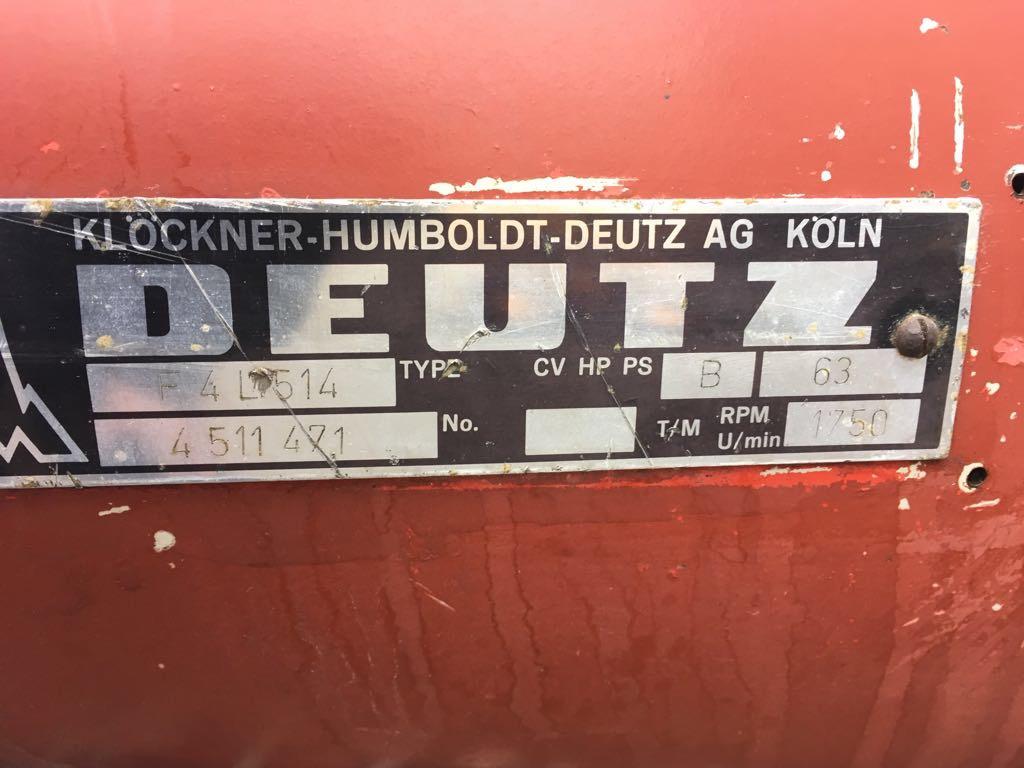 KLÖCKNER-HUMBOLDT-DEUTZ AG KÖLN
DEUTZ
F 4 L 514 TYPE CV HP PS B 63
4 511 471 No. T/M RPM U/min 1750